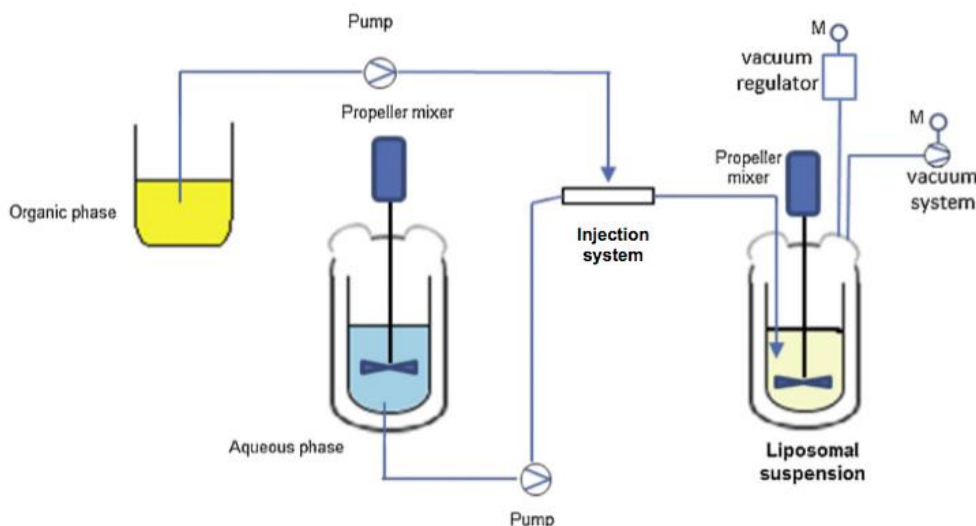 Pump
M
vacuum
regulator
Propeller mixer
M
Propeller
mixer
vacuum
system
Organic phase
Injection
system
Aqueous phase
Liposomal
suspension
Pump